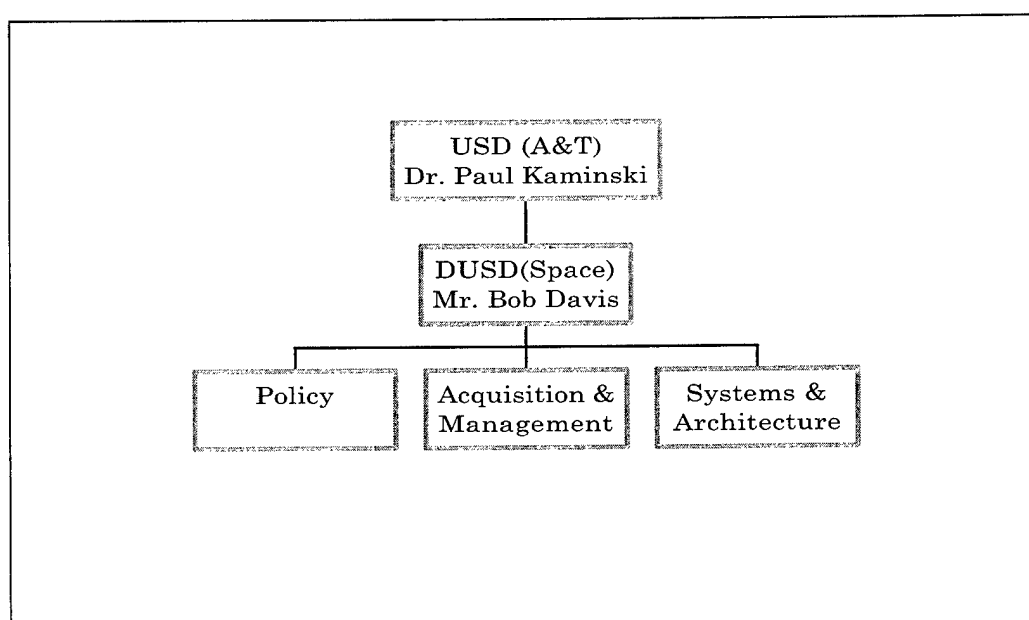 USD (A&T)
Dr. Paul Kaminski
DUSD(Space)
Mr. Bob Davis
Policy
Acquisition &
Management
Systems &
Architecture